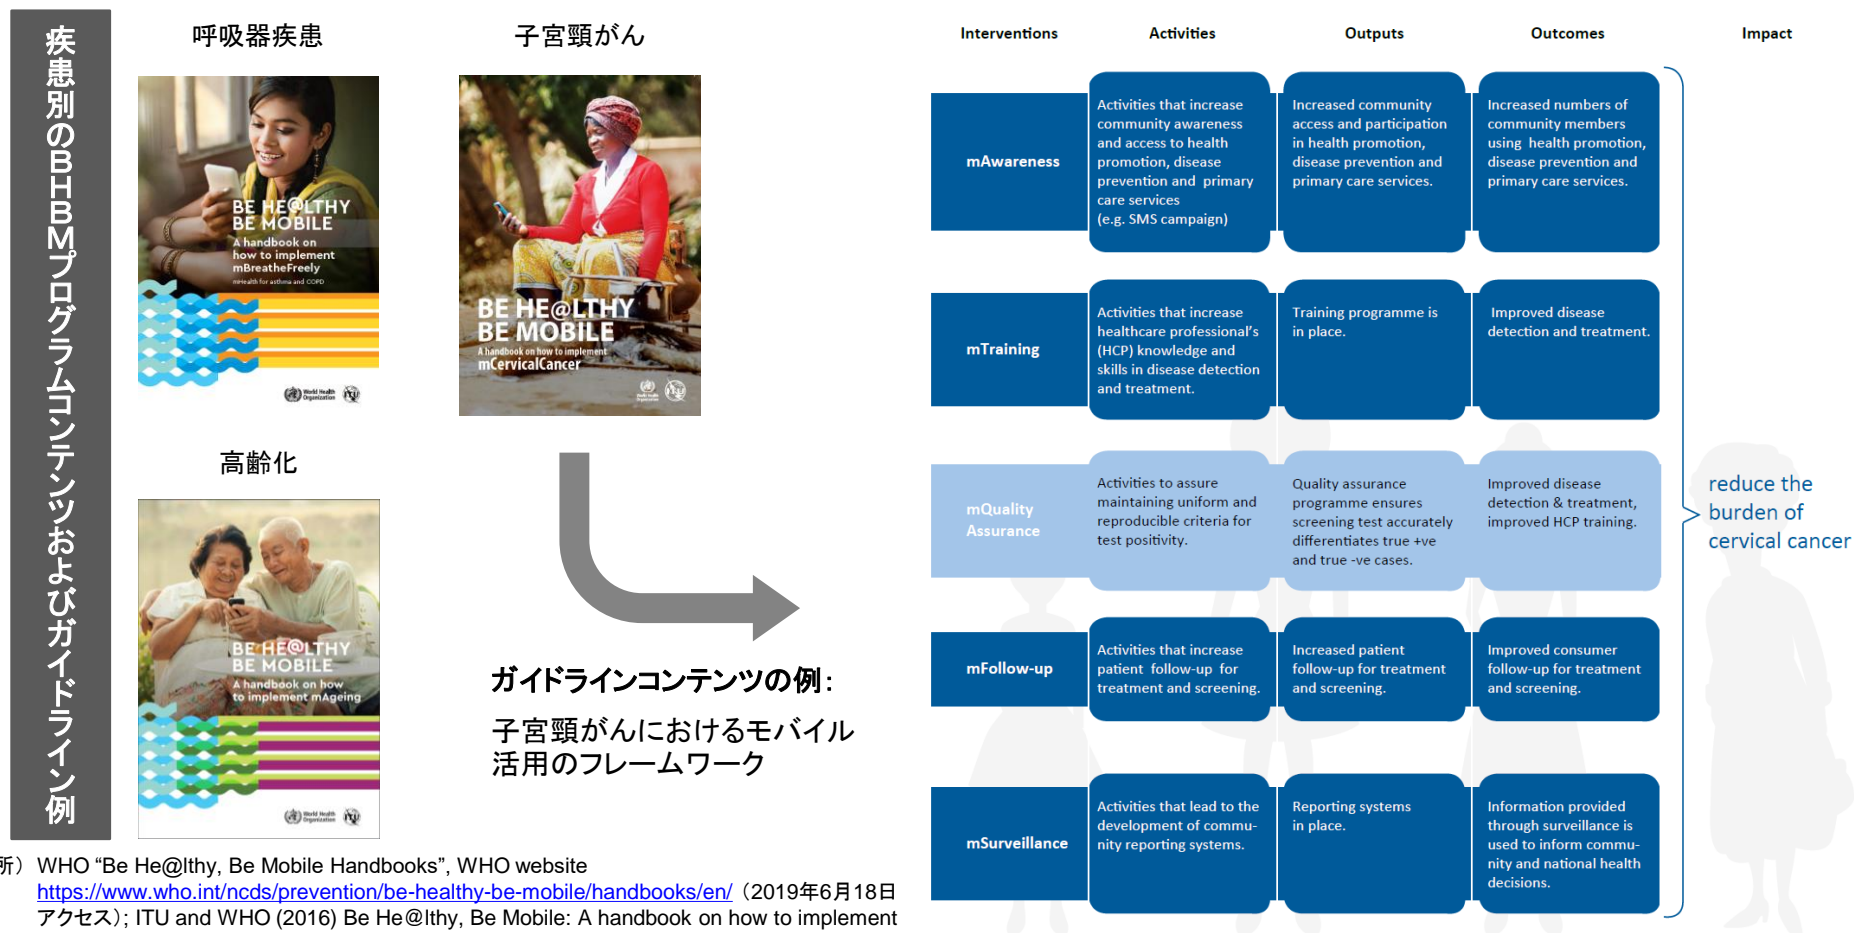 疾患別のBHBMプログラムコンテンツおよびガイドライン例
呼吸器疾患
BE HE@LTHY
BE MOBILE
A handbook on
how to implement
mBreatheFreely
mHealth for asthma and COPD
World Health
Organization
ITU
子宮頸がん
BE HE@LTHY
BE MOBILE
A handbook on how to implement
mCervicalCancer
高齢化
BE HE@LTHY
BE MOBILE
A handbook on how
to implement mAgeing
World Health
Organization
ITU
ガイドラインコンテンツの例：
子宮頸がんにおけるモバイル
活用のフレームワーク
Interventions
Activities
Outputs
Outcomes
Impact
mAwareness
Activities that increase
community awareness
and access to health
promotion, disease
prevention and primary
care services
(e.g. SMS campaign)
Increased community
access and participation
in health promotion,
disease prevention and
primary care services.
Increased numbers of
community members
using health promotion,
disease prevention and
primary care services.
mTraining
Activities that increase
healthcare professional's
(HCP) knowledge and
skills in disease detection
and treatment.
Training programme is
in place.
Improved disease
detection and treatment.
mQuality
Assurance
Activities to assure
maintaining uniform and
reproducible criteria for
test positivity.
Quality assurance
programme ensures
screening test accurately
differentiates true +ve
and true -ve cases.
Improved disease
detection & treatment,
improved HCP training.
mFollow-up
Activities that increase
patient follow-up for
treatment and screening.
Increased patient
follow-up for treatment
and screening.
Improved consumer
follow-up for treatment
and screening.
mSurveillance
Activities that lead to the
development of commu-
nity reporting systems.
Reporting systems
in place.
Information provided
through surveillance is
used to inform commu-
nity and national health
decisions.
reduce the
burden of
cervical cancer
所） WHO “Be He@lthy, Be Mobile Handbooks”, WHO website
https://www.who.int/ncds/prevention/be-healthy-be-mobile/handbooks/en/（2019年6月18日
アクセス）; ITU and WHO (2016) Be He@lthy, Be Mobile: A handbook on how to implement